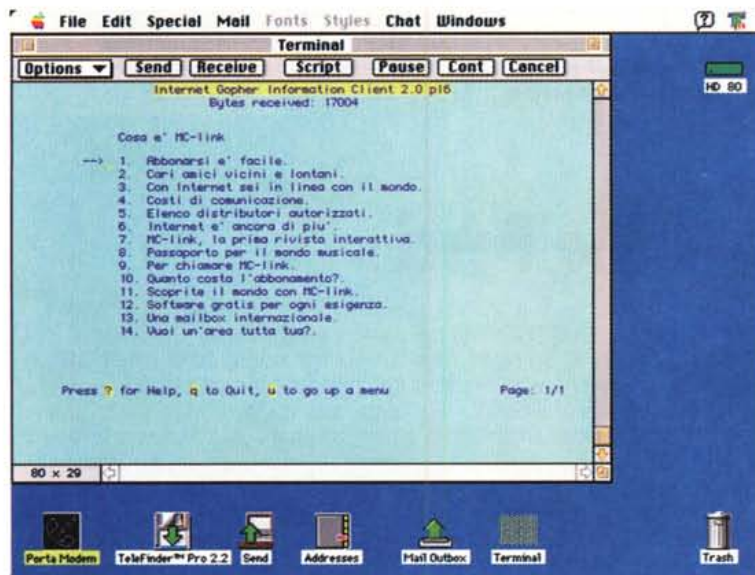 File Edit Special Mail Fonts Styles Chat Windows
Terminal
Options Send Receive Script Pause Cont Cancel
HD 80
Internet Gopher Information Client 2.0 pl6
Bytes received: 17004
Cosa e' MC-link
--> 1. Abbonarsi e' facile.
2. Cari amici vicini e lontani.
3. Con Internet sei in linea con il mondo.
4. Costi di comunicazione.
5. Elenco distributori autorizzati.
6. Internet e' ancora di piu'.
7. MC-link, la prima rivista interattiva.
8. Passaporto per il mondo musicale.
9. Per chiamare MC-link.
10. Quanto costa l'abbonamento?.
11. Scoprite il mondo con MC-link.
12. Software gratis per ogni esigenza.
13. Una mailbox internazionale.
14. Vuoi un'area tutta tua?.
Press ? for Help, q to Quit, u to go up a menu Page: 1/1
80 x 29
Porta Modem TeleFinder™ Pro 2.2 Send Addresses Mail Outbox Terminal Trash